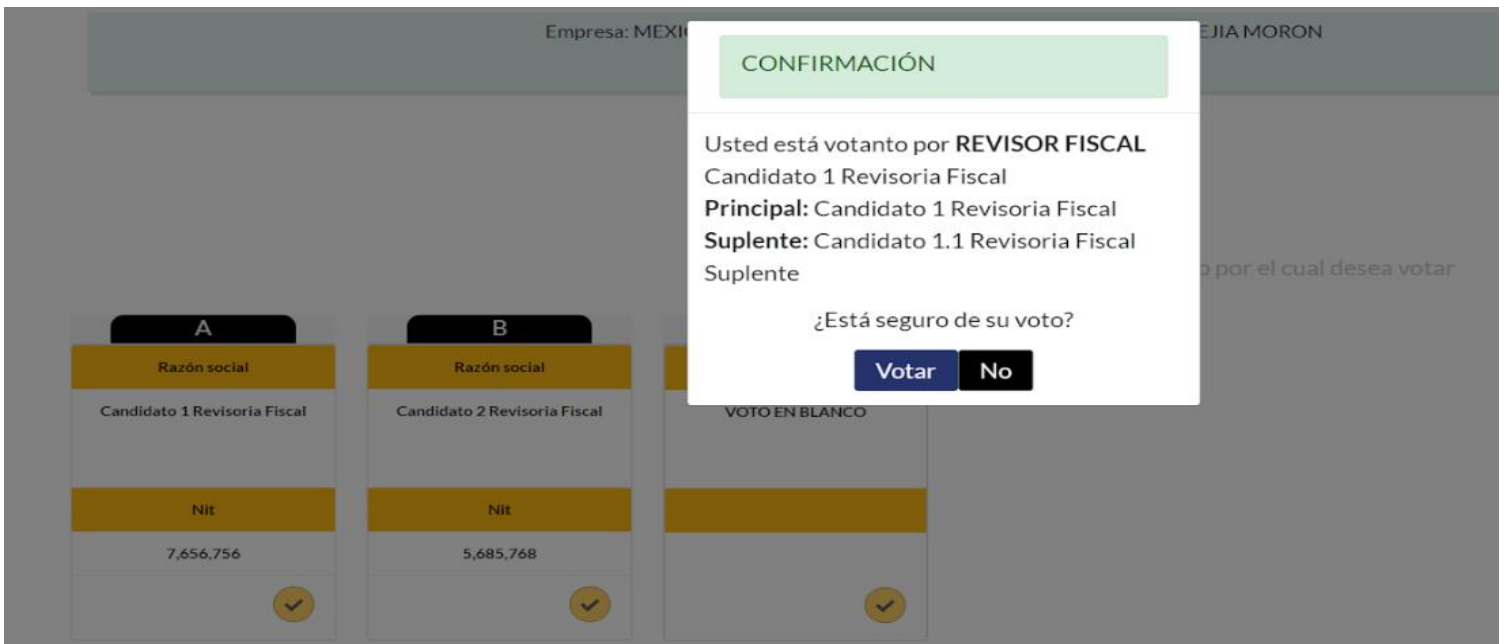 Empresa: MEXI
EJIA MORON
CONFIRMACIÓN
Usted está votanto por REVISOR FISCAL
Candidato 1 Revisoria Fiscal
Principal: Candidato 1 Revisoria Fiscal
Suplente: Candidato 1.1 Revisoria Fiscal
Suplente
por el cual desea votar
¿Está seguro de su voto?
Votar No
A
B
Razón social
Razón social
Candidato 1 Revisoria Fiscal
Candidato 2 Revisoria Fiscal
VOTO EN BLANCO
Nit
Nit
7,656,756
5,685,768